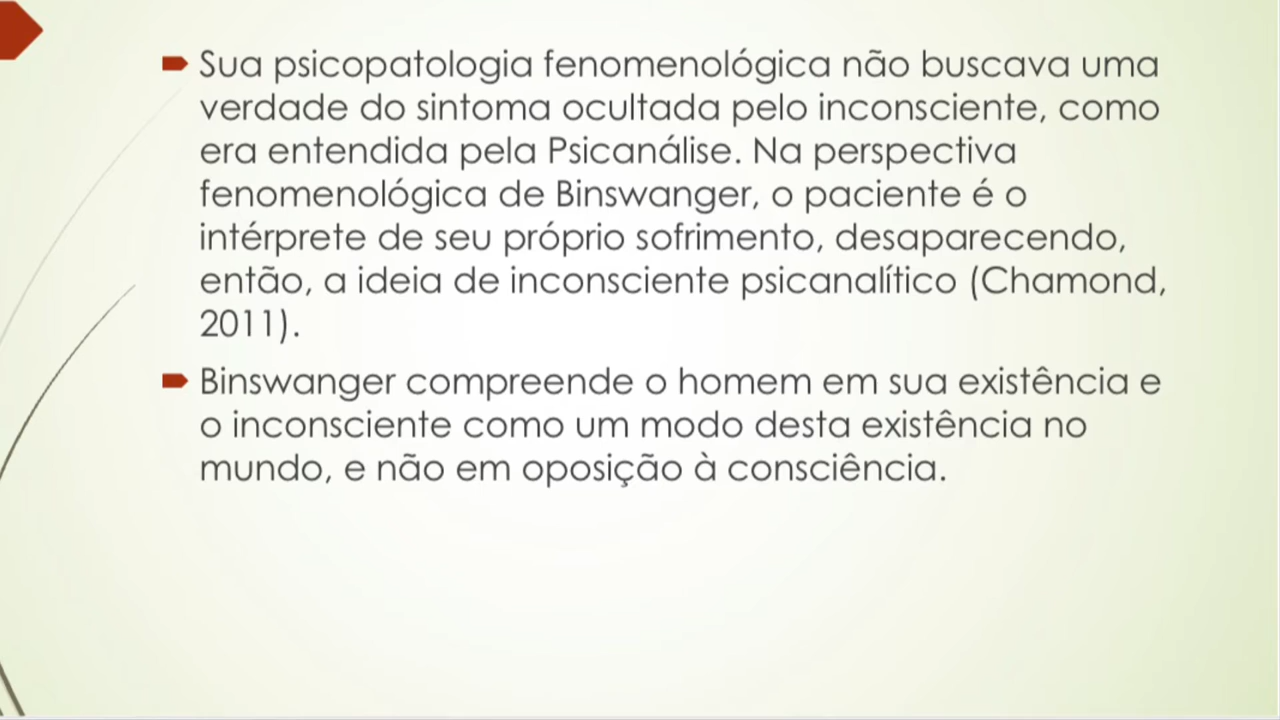 Sua psicopatologia fenomenológica não buscava uma
verdade do sintoma ocultada pelo inconsciente, como
era entendida pela Psicanálise. Na perspectiva
fenomenológica de Binswanger, o paciente é o
intérprete de seu próprio sofrimento, desaparecendo,
então, a ideia de inconsciente psicanalítico (Chamond,
2011).
Binswanger compreende o homem em sua existência e
o inconsciente como um modo desta existência no
mundo, e não em oposição à consciência.